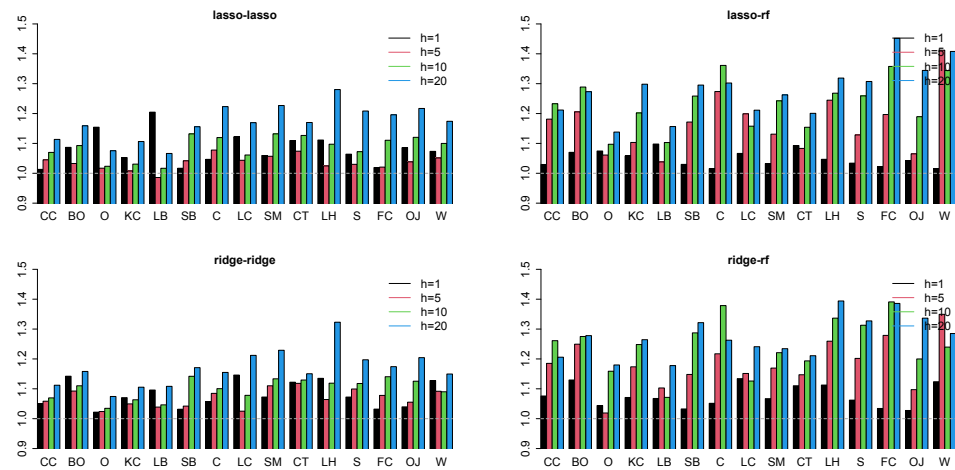 lasso-lasso
1.5
1.4
1.3
1.2
1.1
1.0
0.9
h=1
h=5
h=10
h=20
CC BO O KC LB SB C LC SM CT LH S FC OJ W
lasso-rf
1.5
1.4
1.3
1.2
1.1
1.0
0.9
h=1
h=5
h=10
h=20
CC BO O KC LB SB C LC SM CT LH S FC OJ W
ridge-ridge
1.5
1.4
1.3
1.2
1.1
1.0
0.9
h=1
h=5
h=10
h=20
CC BO O KC LB SB C LC SM CT LH S FC OJ W
ridge-rf
1.5
1.4
1.3
1.2
1.1
1.0
0.9
h=1
h=5
h=10
h=20
CC BO O KC LB SB C LC SM CT LH S FC OJ W